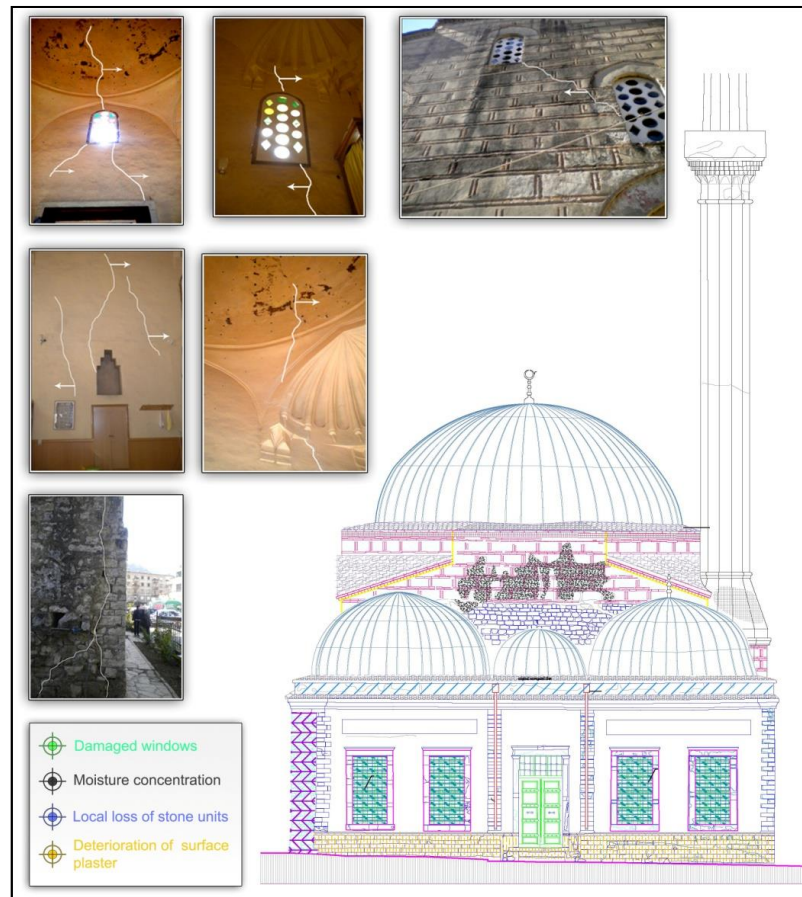 Damaged windows
Moisture concentration
Local loss of stone units
Deterioration of surface
plaster